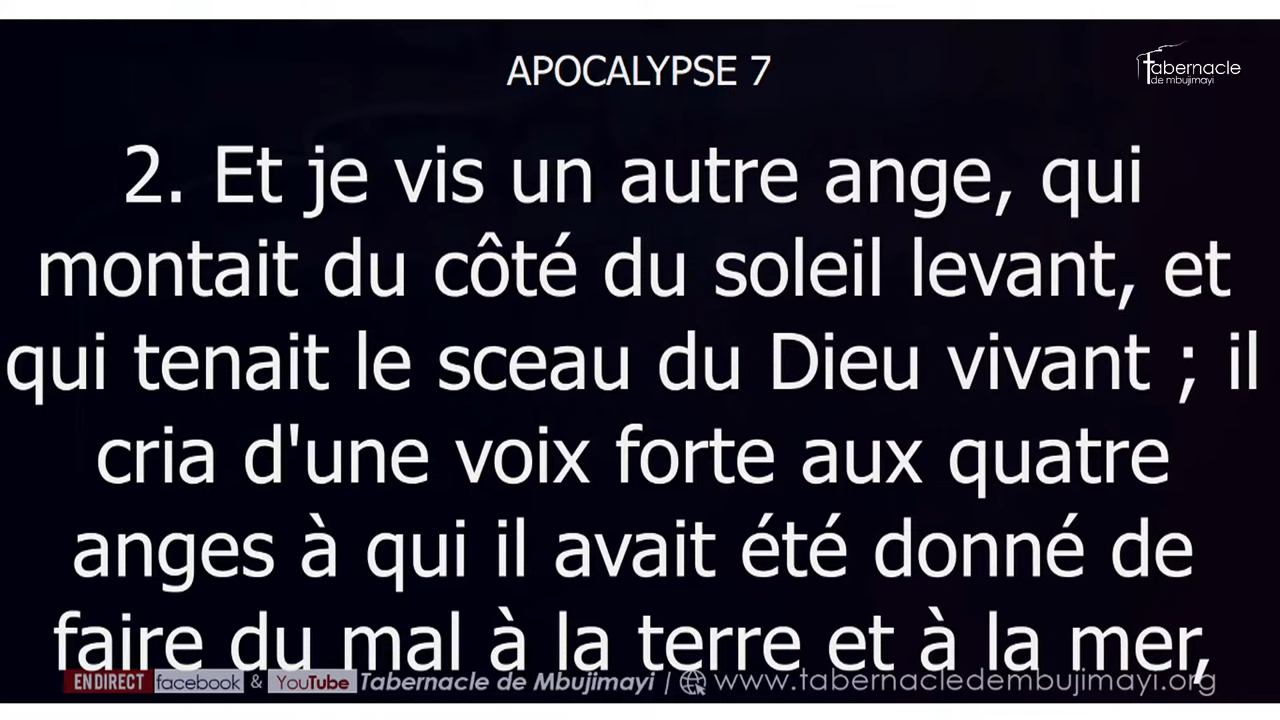 APOCALYPSE 7
tabernacle
de mbujimayi
2. Et je vis un autre ange, qui
montait du côté du soleil levant, et
qui tenait le sceau du Dieu vivant ; il
cria d'une voix forte aux quatre
anges à qui il avait été donné de
faire du mal à la terre et à la mer,
EN DIRECT facebook & YouTube Tabernacle de Mbujimayi | www.tabernacledembujimayi.org